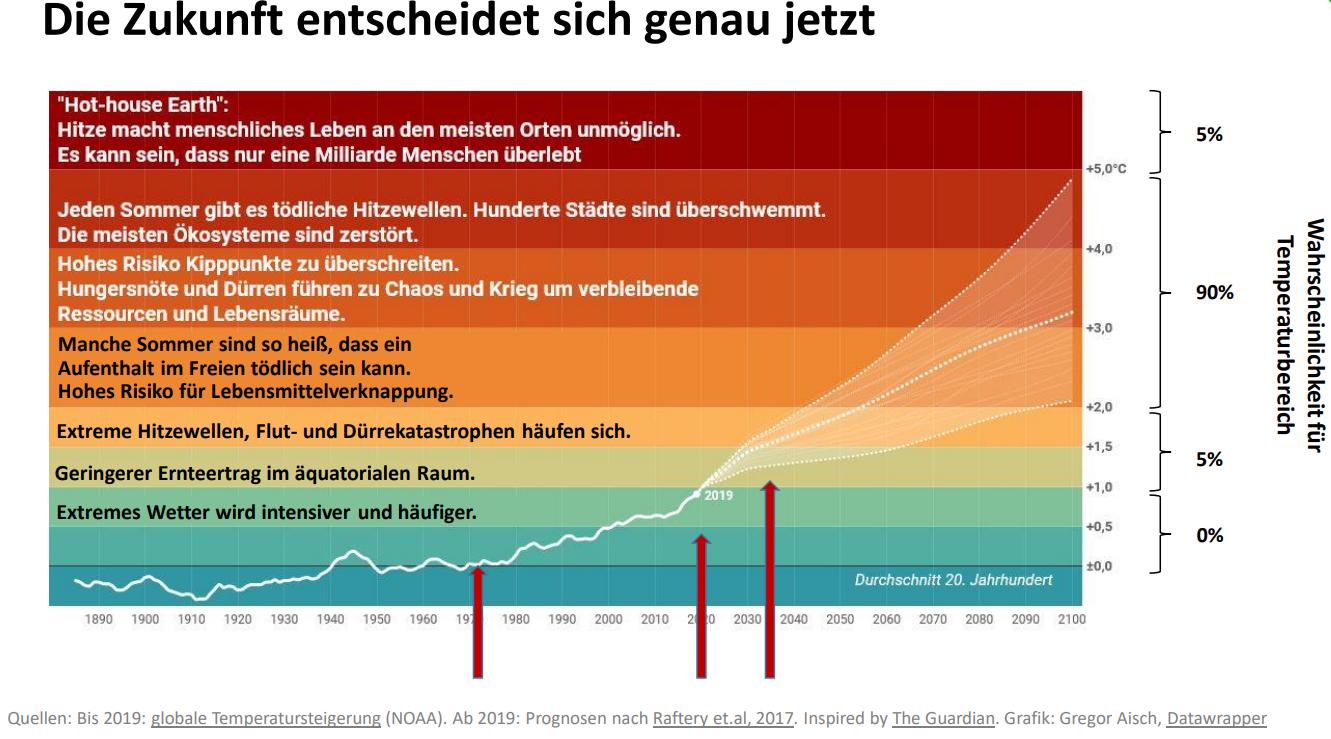 Die Zukunft entscheidet sich genau jetzt
"Hot-house Earth":
Hitze macht menschliches Leben an den meisten Orten unmöglich.
Es kann sein, dass nur eine Milliarde Menschen überlebt
5%
+5,0°C
Jeden Sommer gibt es tödliche Hitzewellen. Hunderte Städte sind überschwemmt.
Die meisten Ökosysteme sind zerstört.
+4,0
Hohes Risiko Kipppunkte zu überschreiten.
Hungersnöte und Dürren führen zu Chaos und Krieg um verbleibende
Ressourcen und Lebensräume.
90%
+3,0
Manche Sommer sind so heiß, dass ein
Aufenthalt im Freien tödlich sein kann.
Hohes Risiko für Lebensmittelverknappung.
+2,0
Extreme Hitzewellen, Flut- und Dürrekatastrophen häufen sich.
+1,5
Geringerer Ernteertrag im äquatorialen Raum.
5%
+1,0
2019
Extremes Wetter wird intensiver und häufiger.
+0,5
0%
±0,0
Durchschnitt 20. Jahrhundert
Wahrscheinlichkeit für
Temperaturbereich
1890 1900 1910 1920 1930 1940 1950 1960 1970 1980 1990 2000 2010 2020 2030 2040 2050 2060 2070 2080 2090 2100
Quellen: Bis 2019: globale Temperatursteigerung (NOAA). Ab 2019: Prognosen nach Raftery et.al, 2017. Inspired by The Guardian. Grafik: Gregor Aisch, Datawrapper